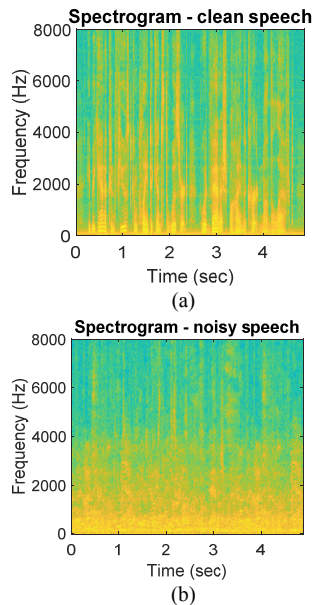 Spectrogram - clean speech
8000
6000
4000
2000
0
Frequency (Hz)
0 1 2 3 4
Time (sec)
(a)
Spectrogram - noisy speech
8000
6000
4000
2000
0
Frequency (Hz)
0 1 2 3 4
Time (sec)
(b)